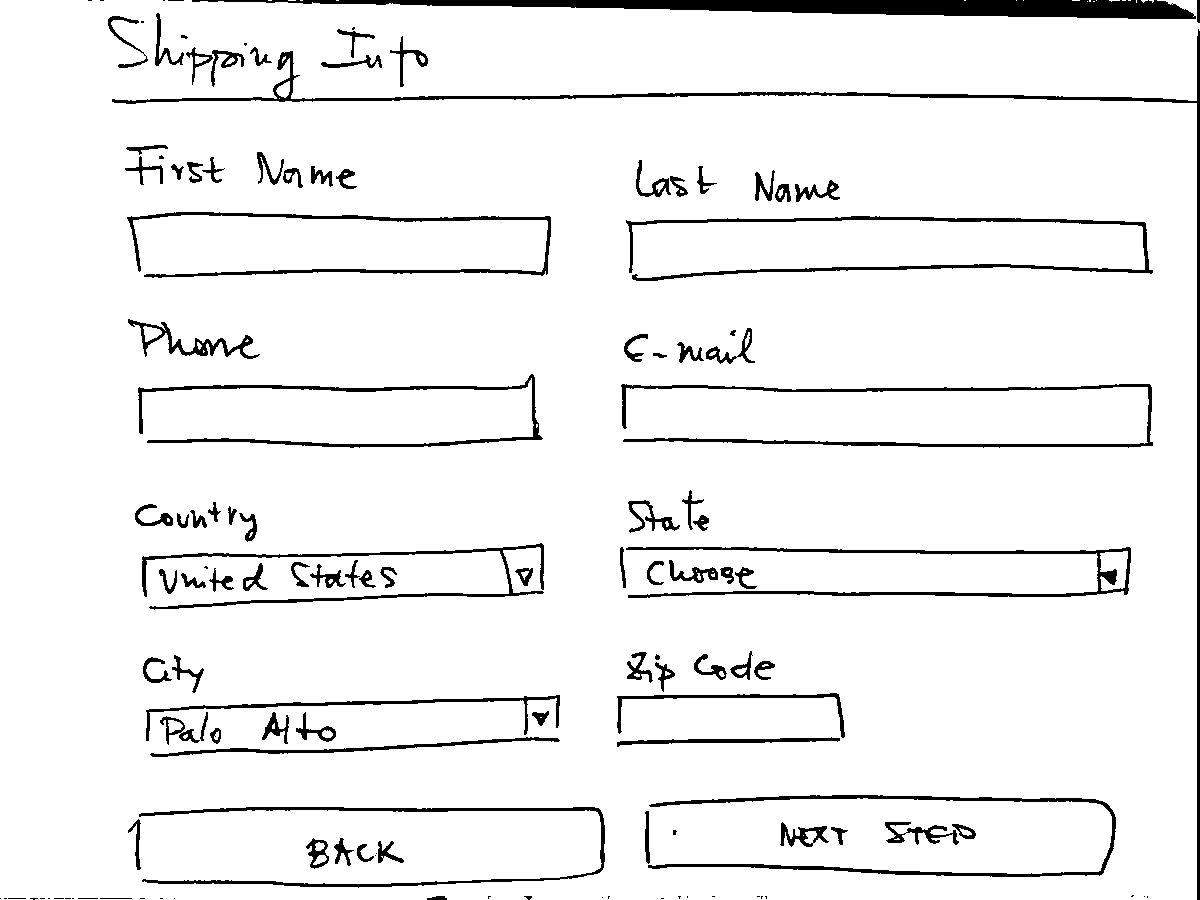 Shipping Info
First Name
Last Name
Phone
E-mail
Country
State
United States
Choose
City
Zip Code
Palo Alto
BACK
NEXT STEP